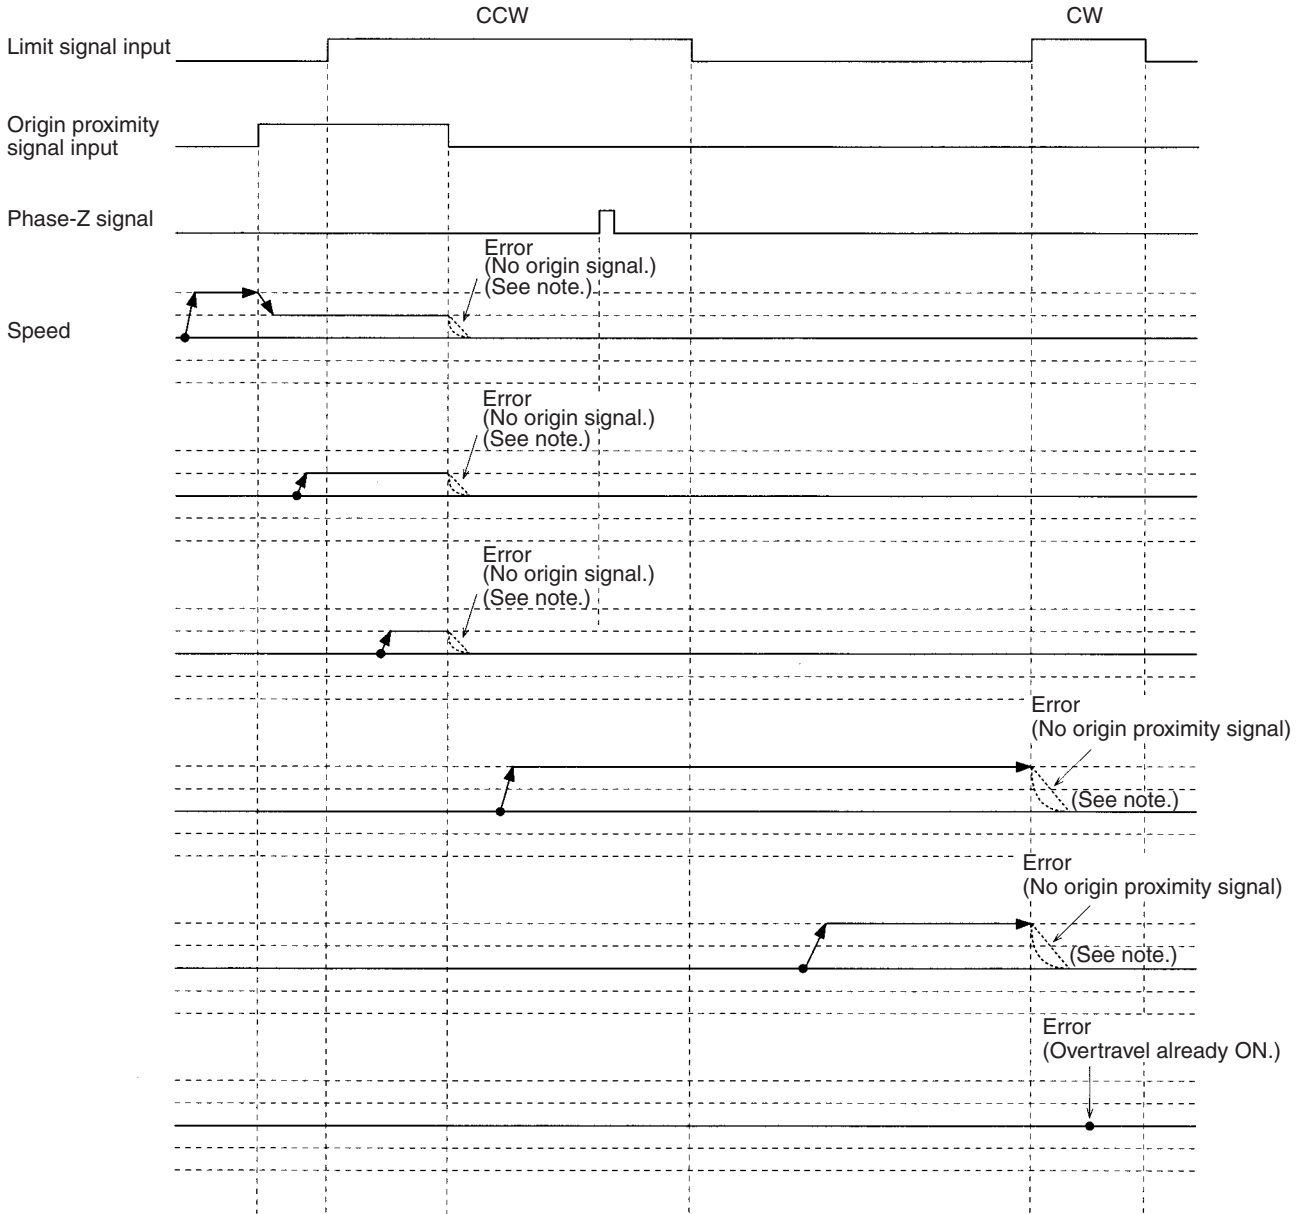 CCW
CW
Limit signal input
Origin proximity
signal input
Phase-Z signal
Error
(No origin signal.)
(See note.)
Speed
Error
(No origin signal.)
(See note.)
Error
(No origin signal.)
(See note.)
Error
(No origin proximity signal)
(See note.)
Error
(No origin proximity signal)
(See note.)
Error
(Overtravel already ON.)